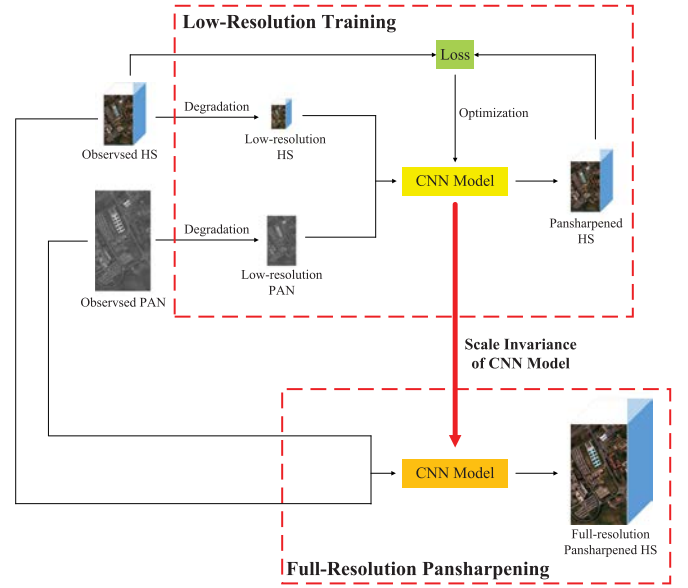 Low-Resolution Training
Loss
Degradation
Optimization
Observsed HS
Low-resolution
HS
CNN Model
Pansharpened
HS
Degradation
Low-resolution
PAN
Observsed PAN
Scale Invariance
of CNN Model
CNN Model
Full-resolution
Pansharpened HS
Full-Resolution Pansharpening